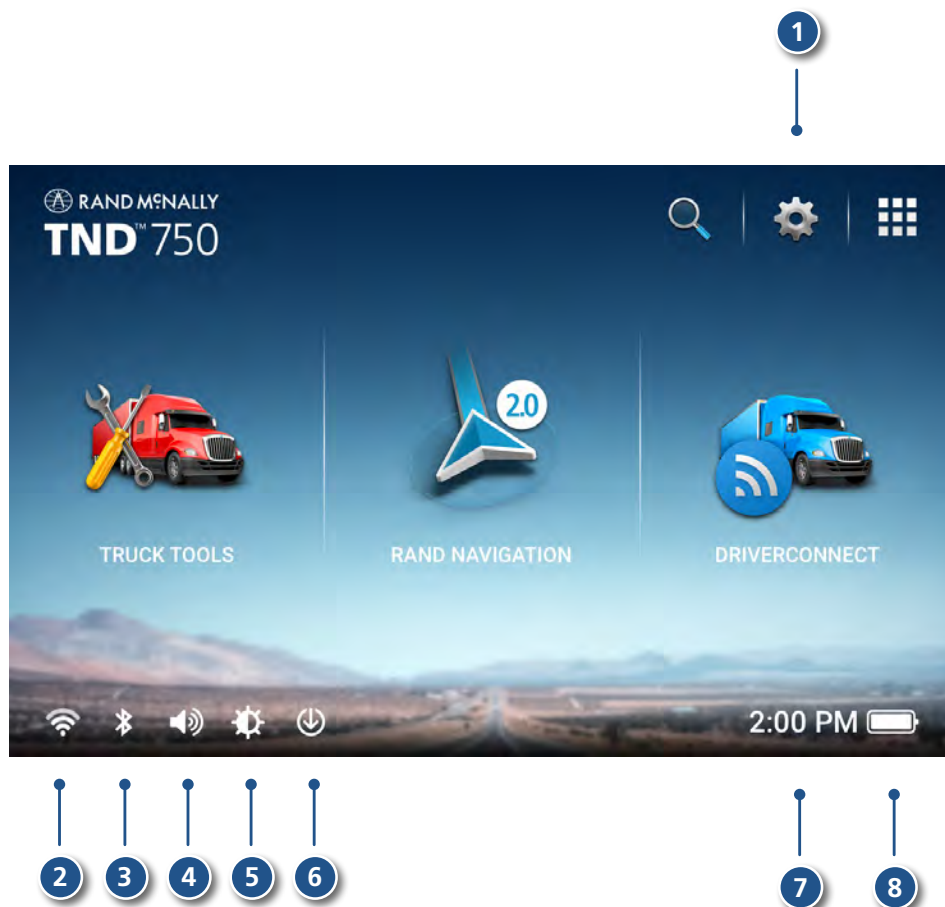 1
RAND MCNALLY
TND™ 750
2.0
TRUCK TOOLS
RAND NAVIGATION
DRIVERCONNECT
2:00 PM
2
3
4
5
6
7
8